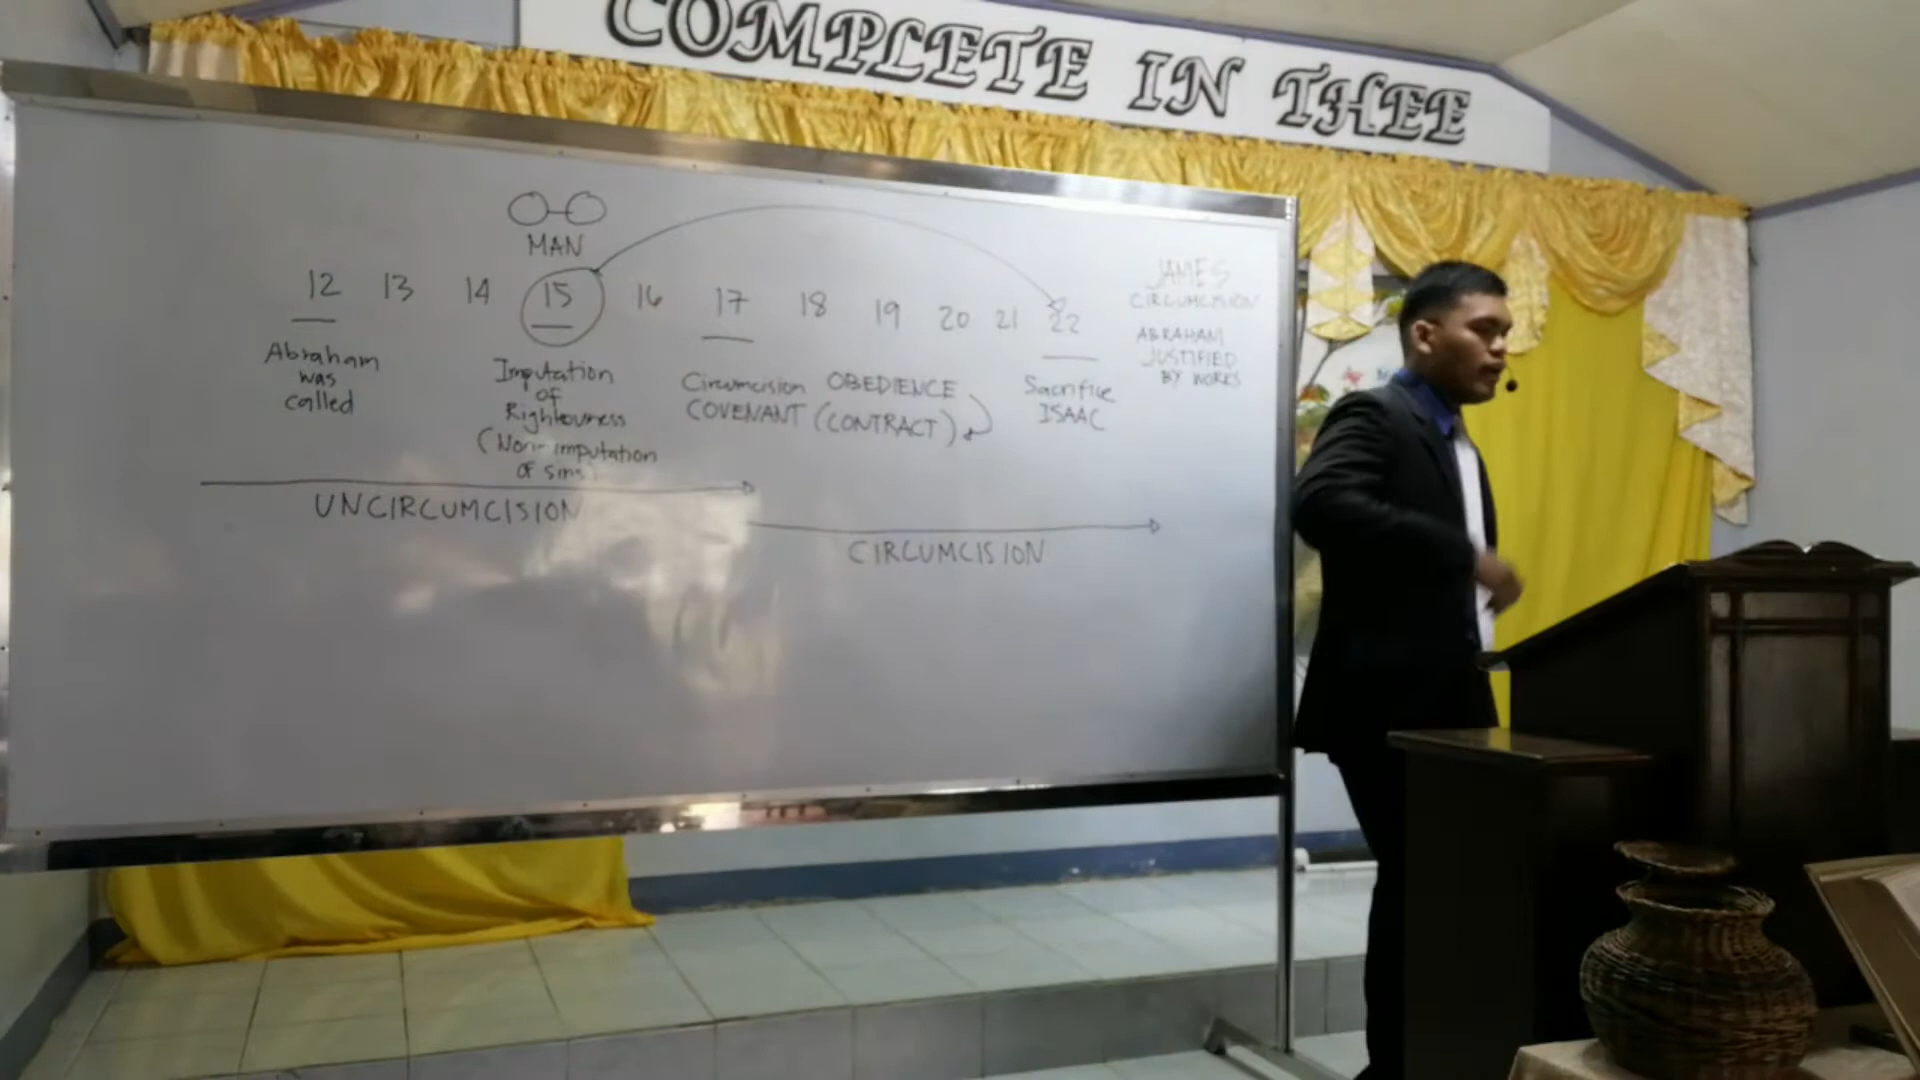 COMPLETE IN THEE
MAN
12 13 14 15 16 17 18 19 20 21 22
Abraham
was
called
Imputation
of
Righteousness
(Non-imputation
of sins)
Circumcision OBEDIENCE
COVENANT (CONTRACT)
Sacrifice
ISAAC
JAMES
CIRCUMCISION
ABRAHAM
JUSTIFIED
BY WORKS
UNCIRCUMCISION
CIRCUMCISION